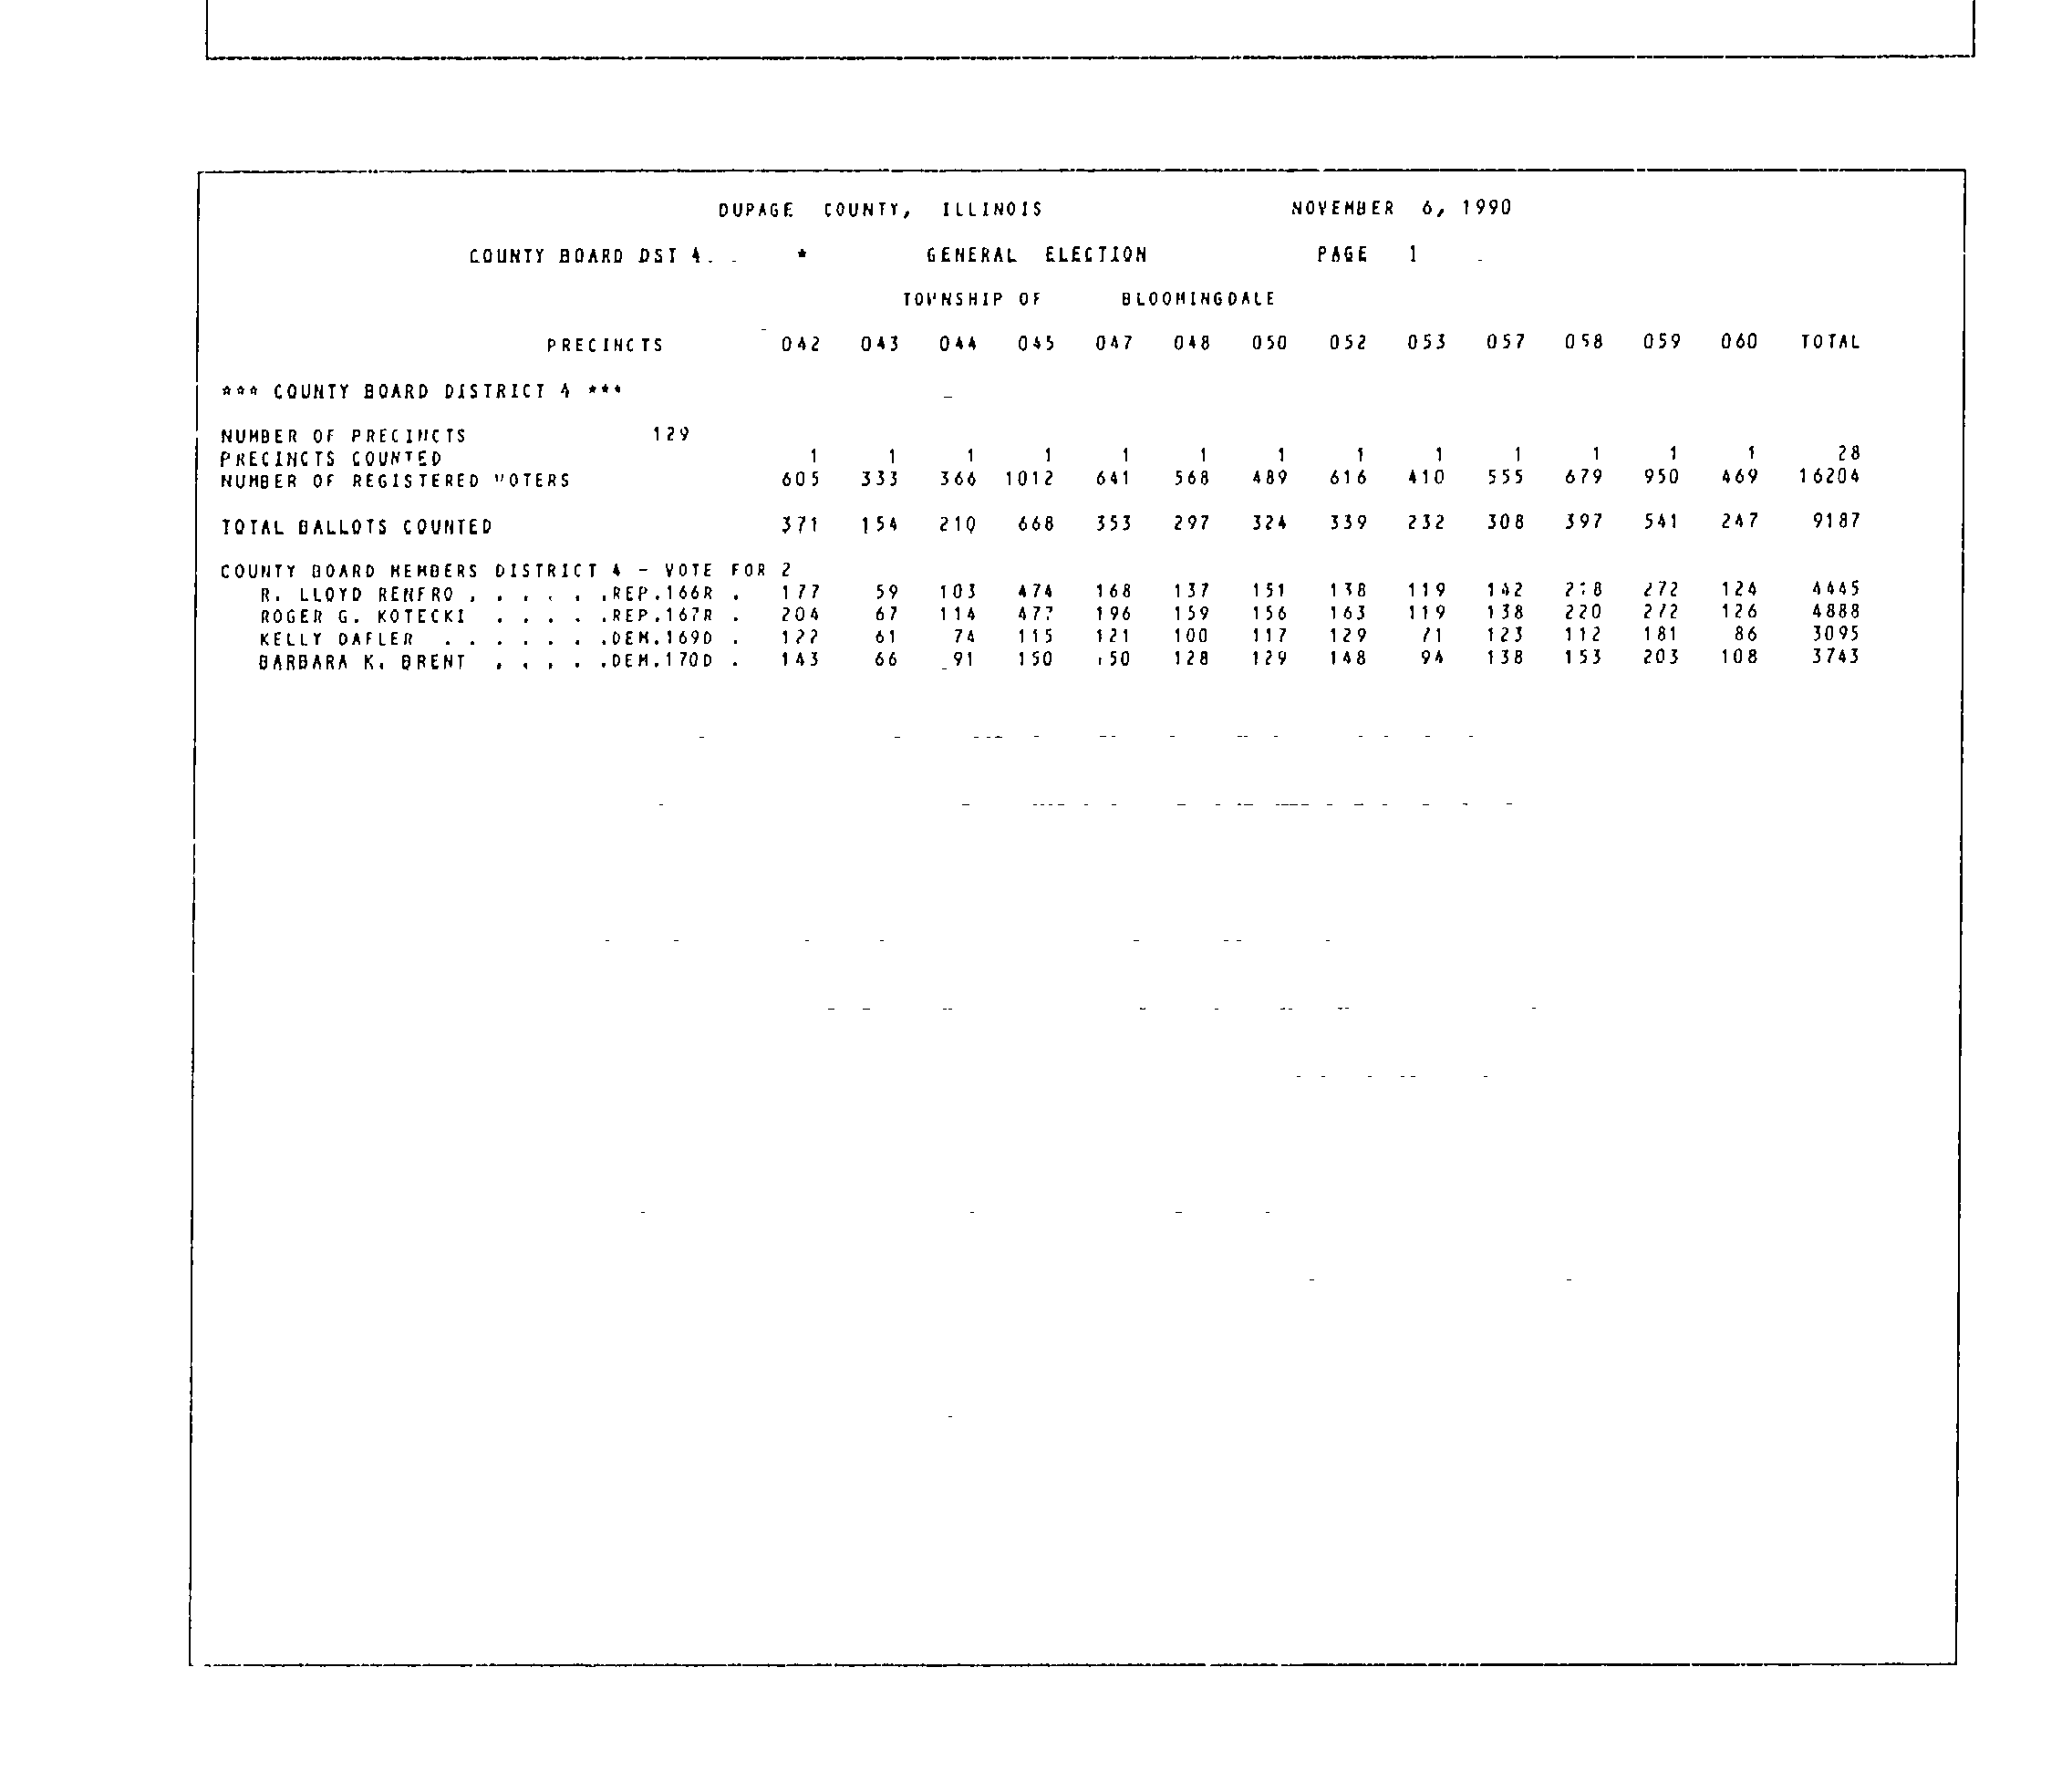 DUPAGE COUNTY, ILLINOIS NOVEMBER 6, 1990
COUNTY BOARD DST 4. . * GENERAL ELECTION PAGE 1
TOWNSHIP OF BLOOMINGDALE
PRECINCTS 042 043 044 045 047 048 050 052 053 057 058 059 060 TOTAL
*** COUNTY BOARD DISTRICT 4 ***
NUMBER OF PRECINCTS 129
PRECINCTS COUNTED 1 1 1 1 1 1 1 1 1 1 1 1 1 28
NUMBER OF REGISTERED VOTERS 605 333 366 1012 641 568 489 616 410 555 679 950 469 16204
TOTAL BALLOTS COUNTED 371 154 210 668 353 297 324 339 232 308 397 541 247 9187
COUNTY BOARD MEMBERS DISTRICT 4 - VOTE FOR 2
R. LLOYD RENFRO . . . . . .REP.166R . 177 59 103 474 168 137 151 138 119 142 272 124 4445
ROGER G. KOTECKI . . . . .REP.167R . 204 67 114 196 159 156 163 119 138 220 272 126 4888
KELLY DAFLER . . . . . . .DEM.169D . 122 61 74 115 121 100 117 129 71 123 112 181 86 3095
BARBARA K. BRENT . . . . .DEM.170D . 143 66 91 150 150 128 129 148 94 138 153 203 108 3743